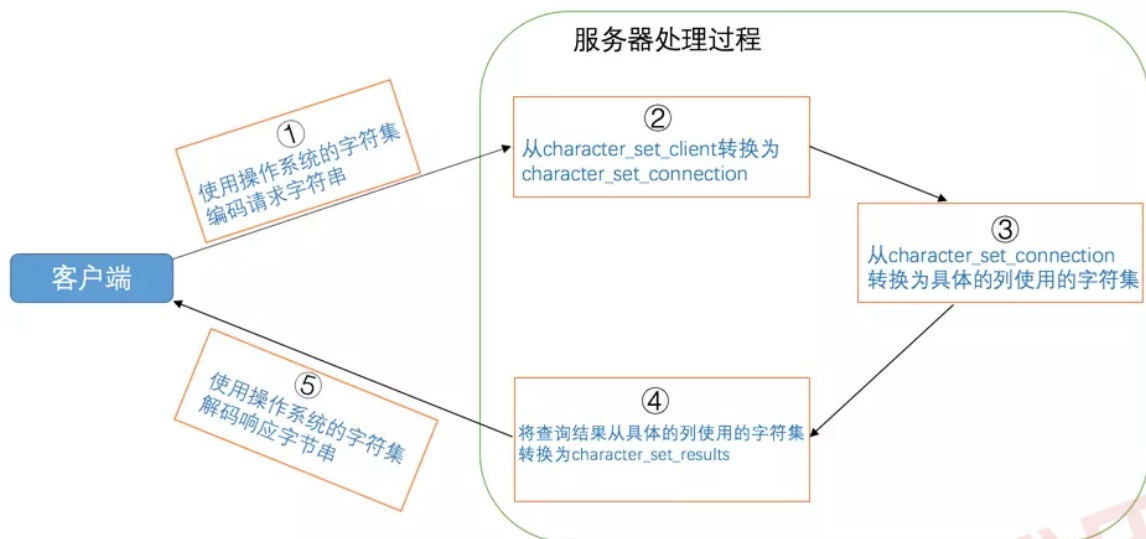 服务器处理过程
①
使用操作系统的字符集
编码请求字符串
②
从character_set_client转换为
character_set_connection
③
从character_set_connection
转换为具体的列使用的字符集
客户端
④
将查询结果从具体的列使用的字符集
转换为character_set_results
⑤
使用操作系统的字符集
解码响应字节串